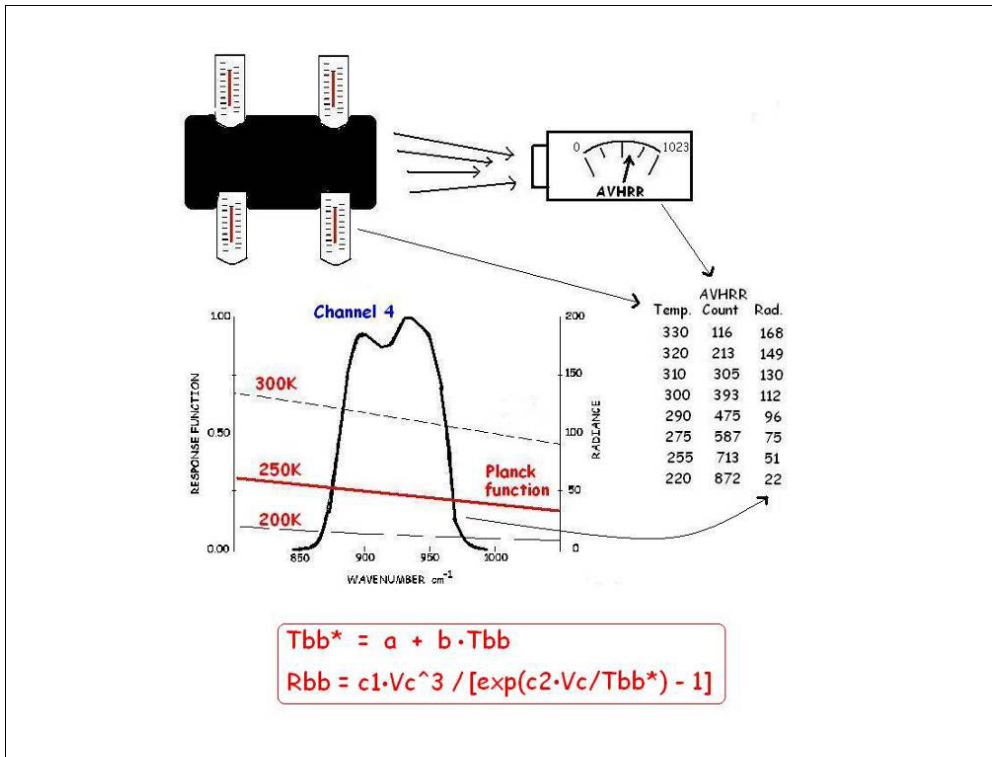 0 1023
AVHRR
Temp. AVHRR Count Rad.
330 116 168
320 213 149
310 305 130
300 393 112
290 475 96
275 587 75
255 713 51
220 872 22
Channel 4
1.00
0.50
0.00
RESPONSE FUNCTION
300K
250K
200K
Planck
function
200
150
100
50
0
RADIANCE
850 900 950 1000
WAVENUMBER cm⁻¹
Tbb* = a + b·Tbb
Rbb = c1·Vc^3 / [exp(c2·Vc/Tbb*) - 1]